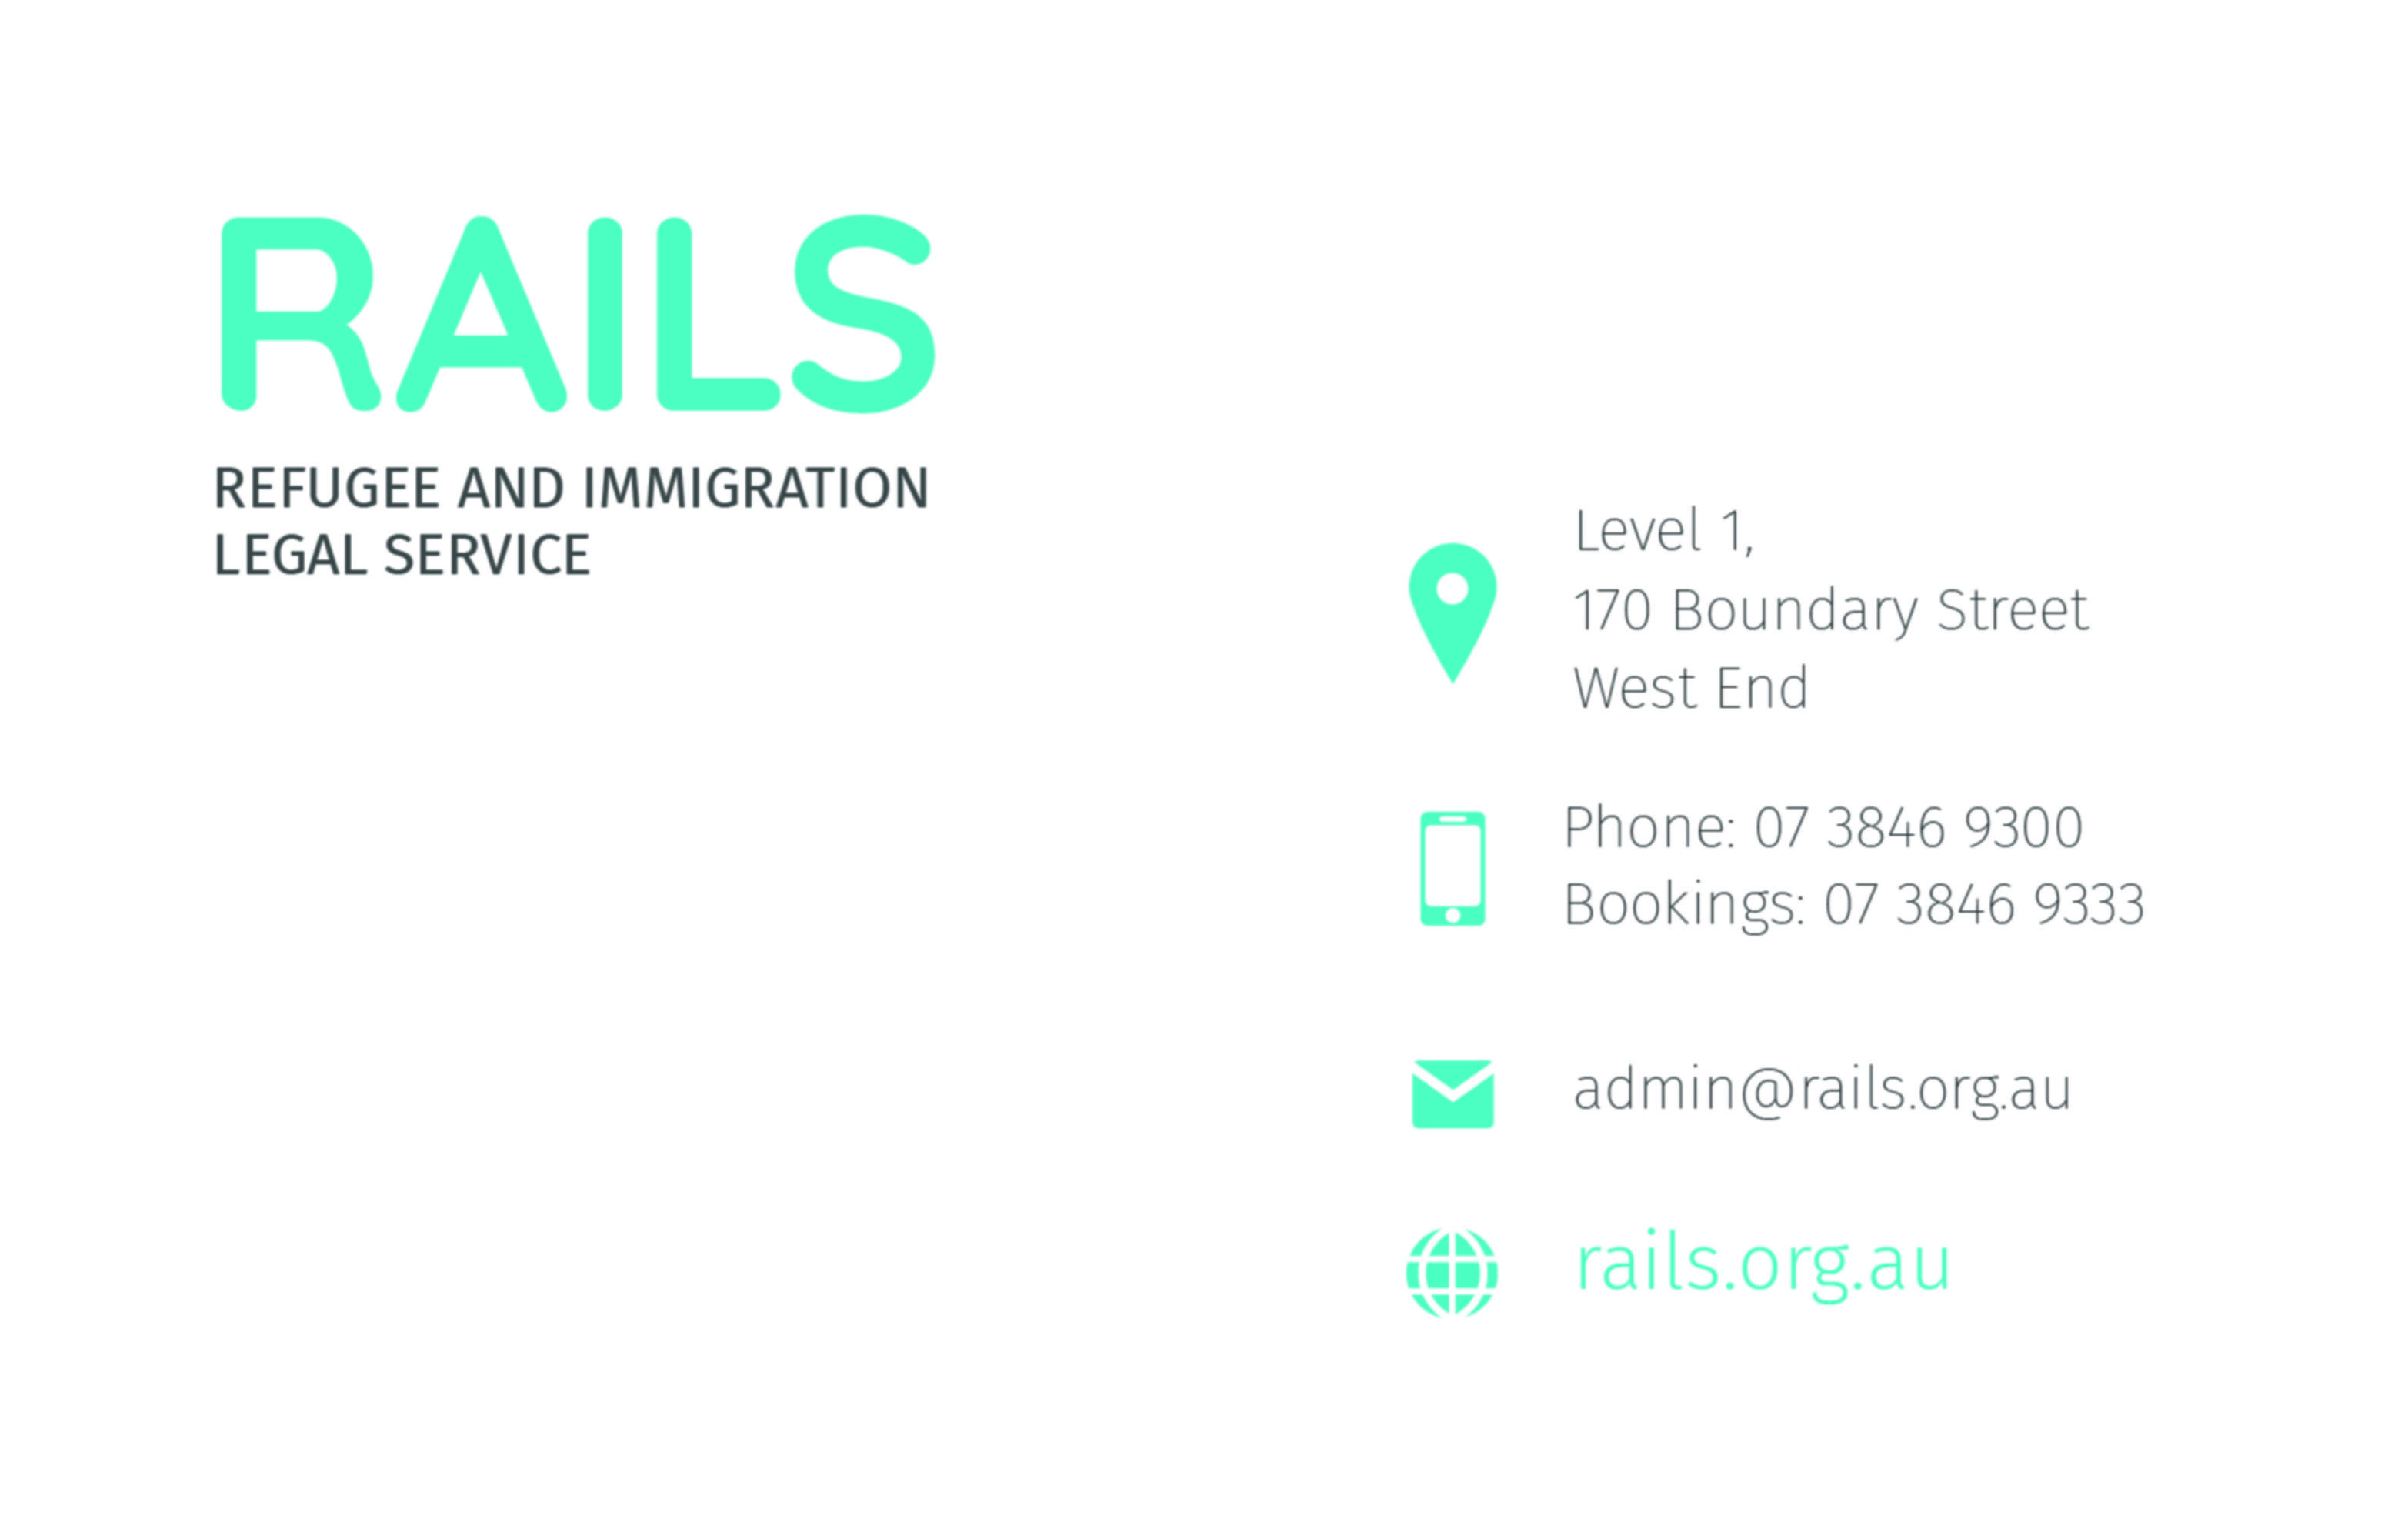 RAILS
REFUGEE AND IMMIGRATION
LEGAL SERVICE
Level 1,
170 Boundary Street
West End
Phone: 07 3846 9300
Bookings: 07 3846 9333
admin@rails.org.au
rails.org.au